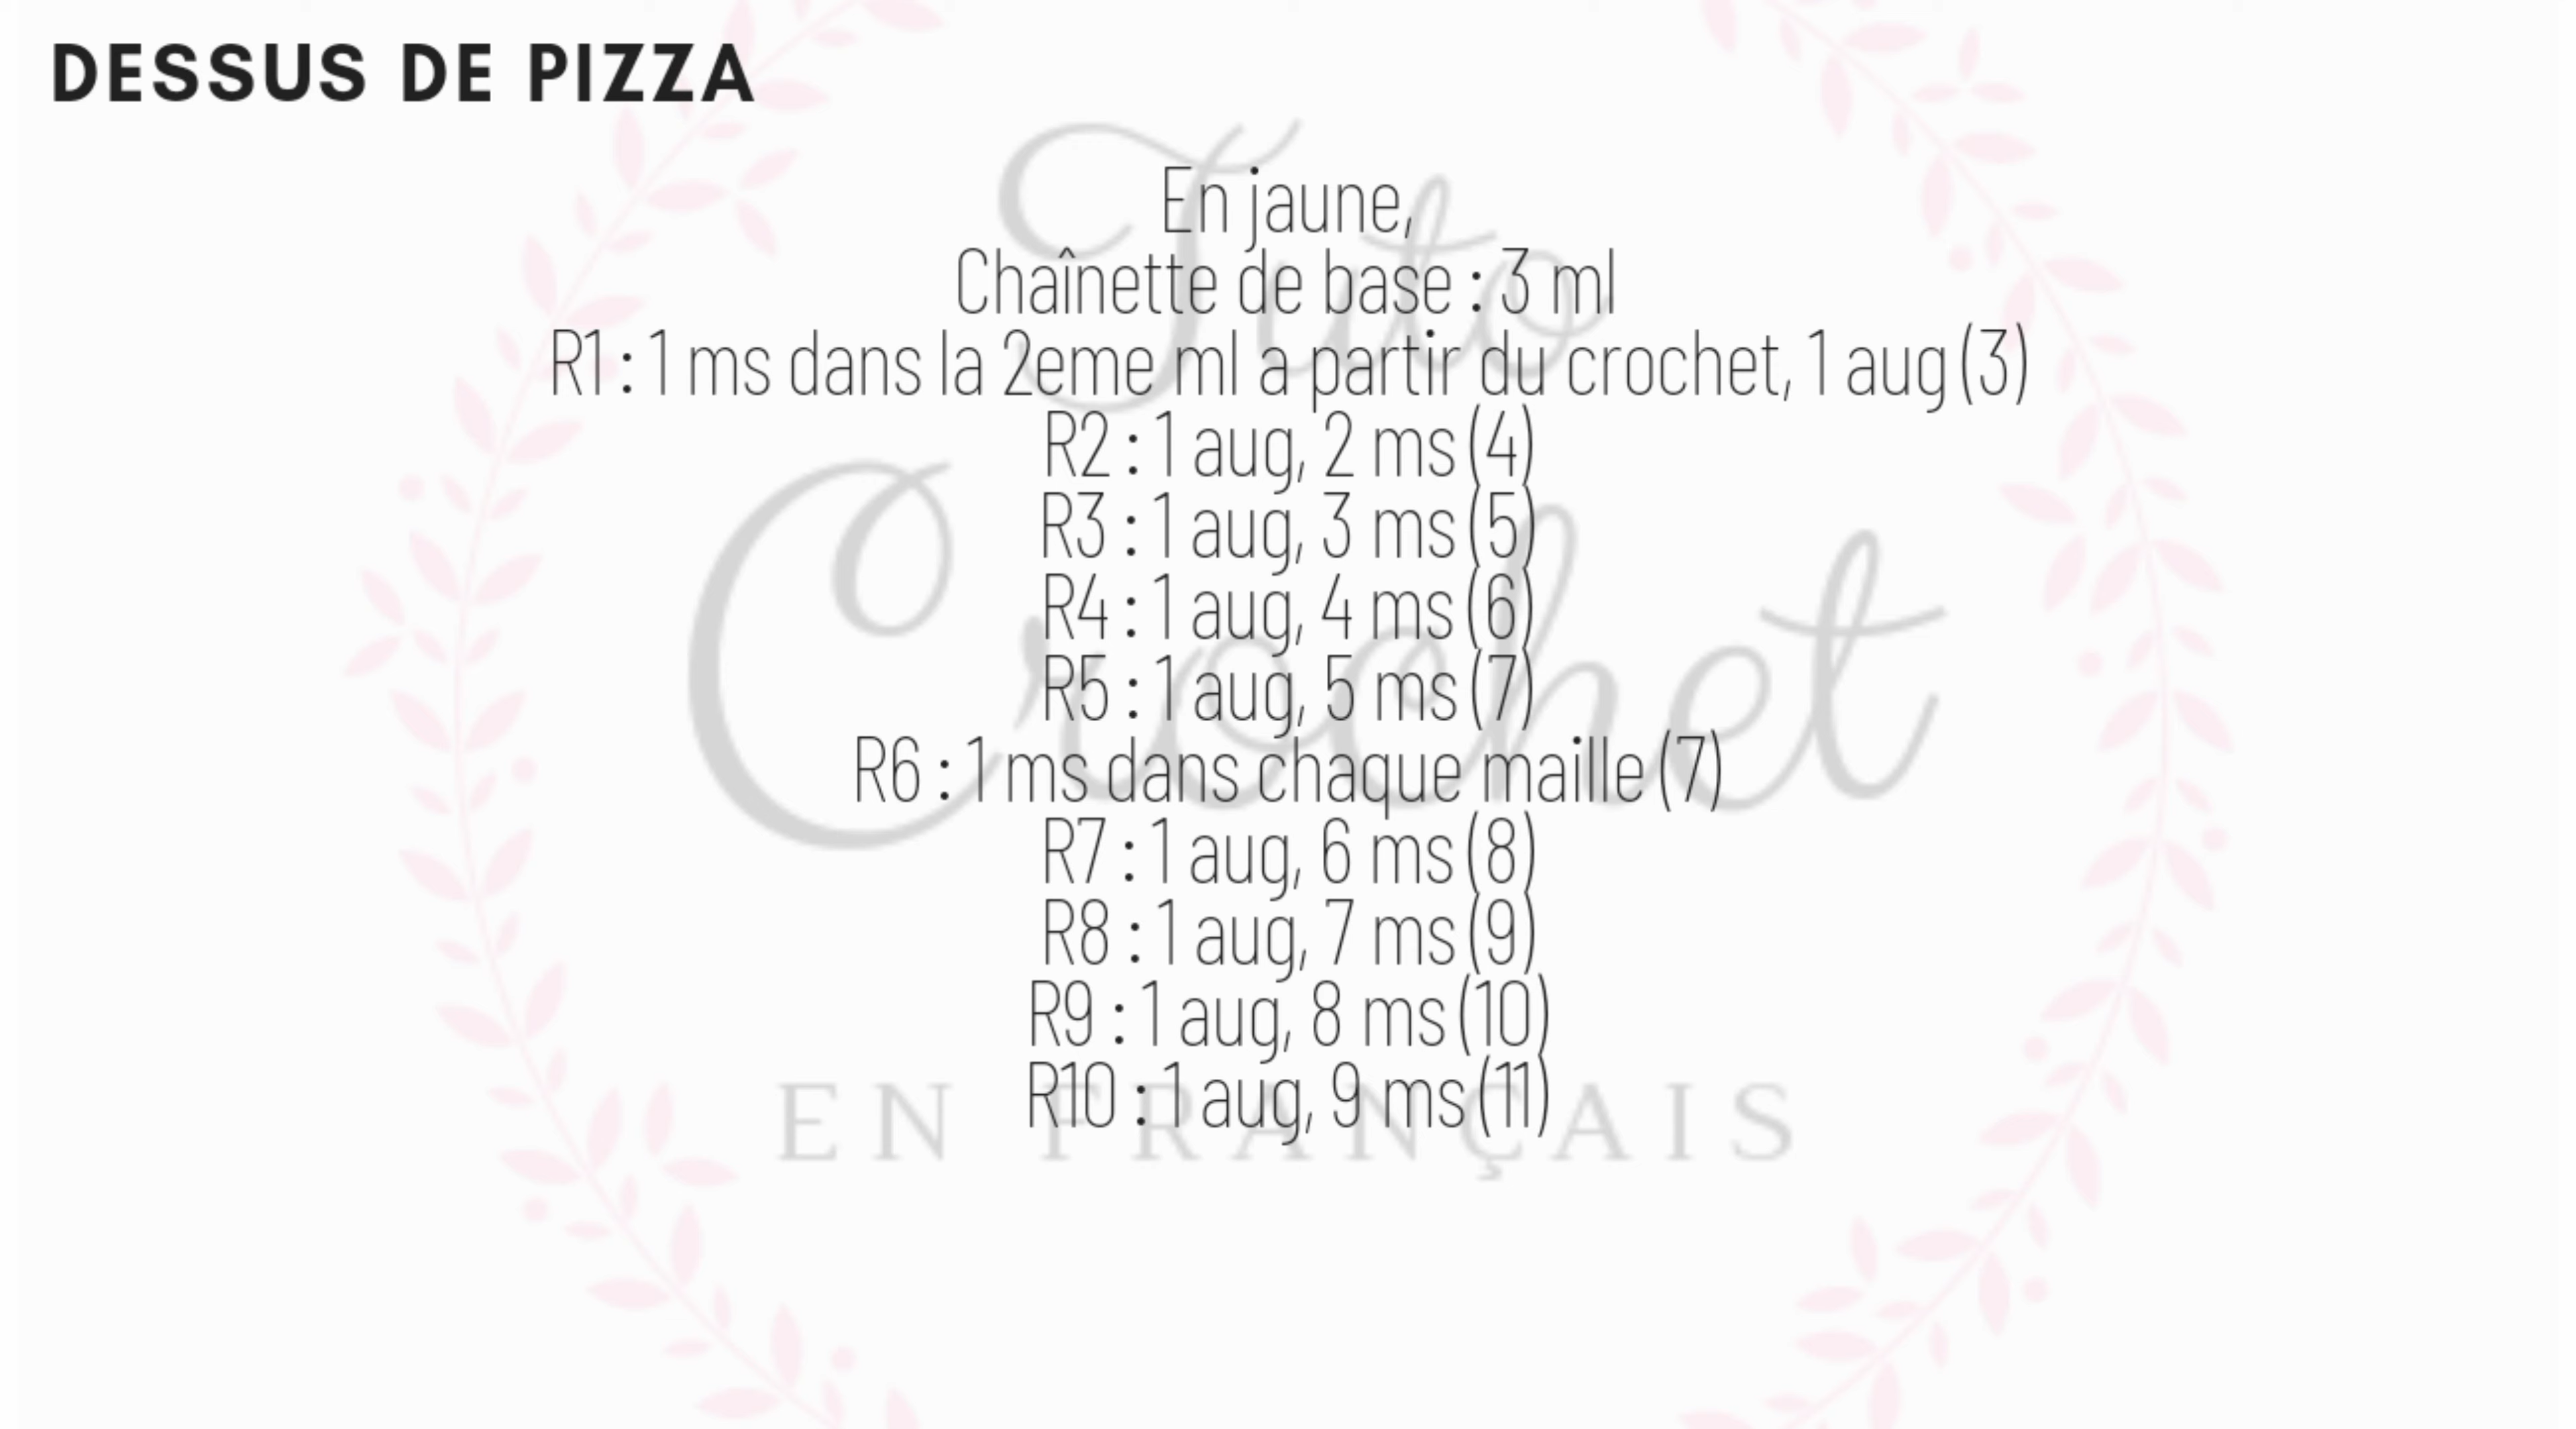 DESSUS DE PIZZA
En jaune,
Chaînette de base : 3 ml
R1 : 1 ms dans la 2eme ml a partir du crochet, 1 aug (3)
R2 : 1 aug, 2 ms (4)
R3 : 1 aug, 3 ms (5)
R4 : 1 aug, 4 ms (6)
R5 : 1 aug, 5 ms (7)
R6 : 1 ms dans chaque maille (7)
R7 : 1 aug, 6 ms (8)
R8 : 1 aug, 7 ms (9)
R9 : 1 aug, 8 ms (10)
R10 : 1 aug, 9 ms (11)
Tuto
Crochet
EN FRANÇAIS